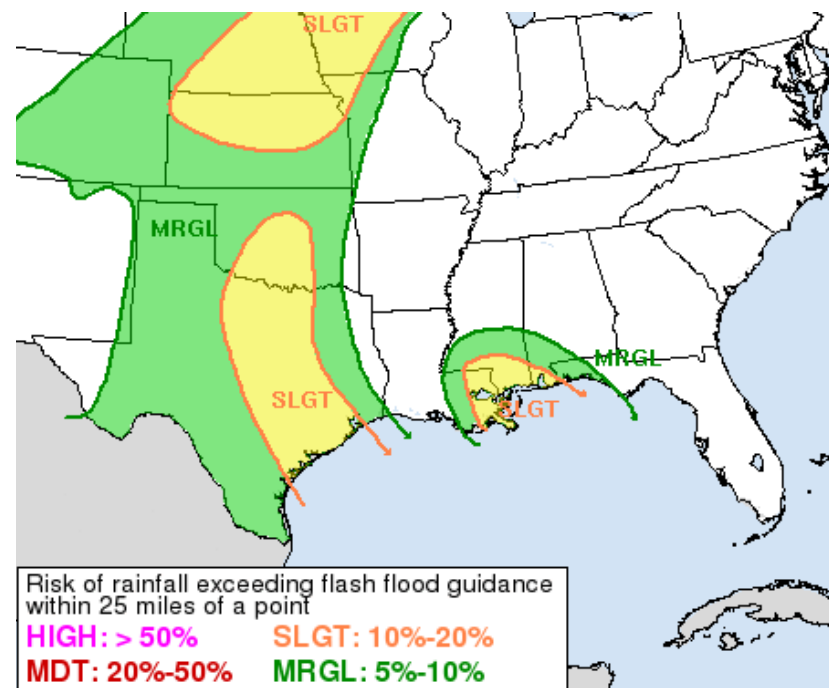 SLGT
MRGL
MRGL
SLGT
SLGT
Risk of rainfall exceeding flash flood guidance
within 25 miles of a point
HIGH: > 50% SLGT: 10%-20%
MDT: 20%-50% MRGL: 5%-10%